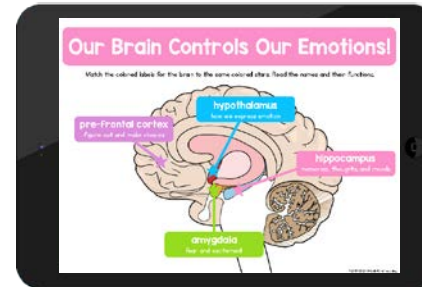 Our Brain Controls Our Emotions!
Match the colored labels for the brain to the same colored stars. Read the names and their functions.
hypothalamus
how we express emotion
pre-frontal cortex
figure out and make choices
hippocampus
memories, thoughts, and moods
amygdala
fear and excitement